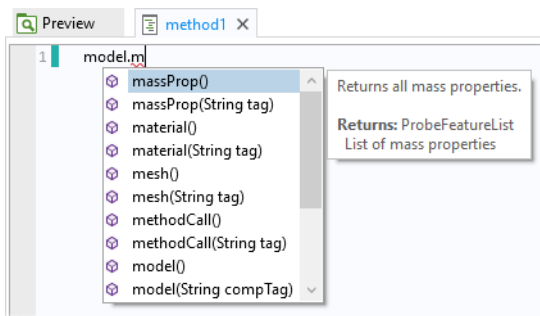 Preview
method1
1 model.m
massProp()
massProp(String tag)
material()
material(String tag)
mesh()
mesh(String tag)
methodCall()
methodCall(String tag)
model()
model(String compTag)
Returns all mass properties.
Returns: ProbeFeatureList
List of mass properties